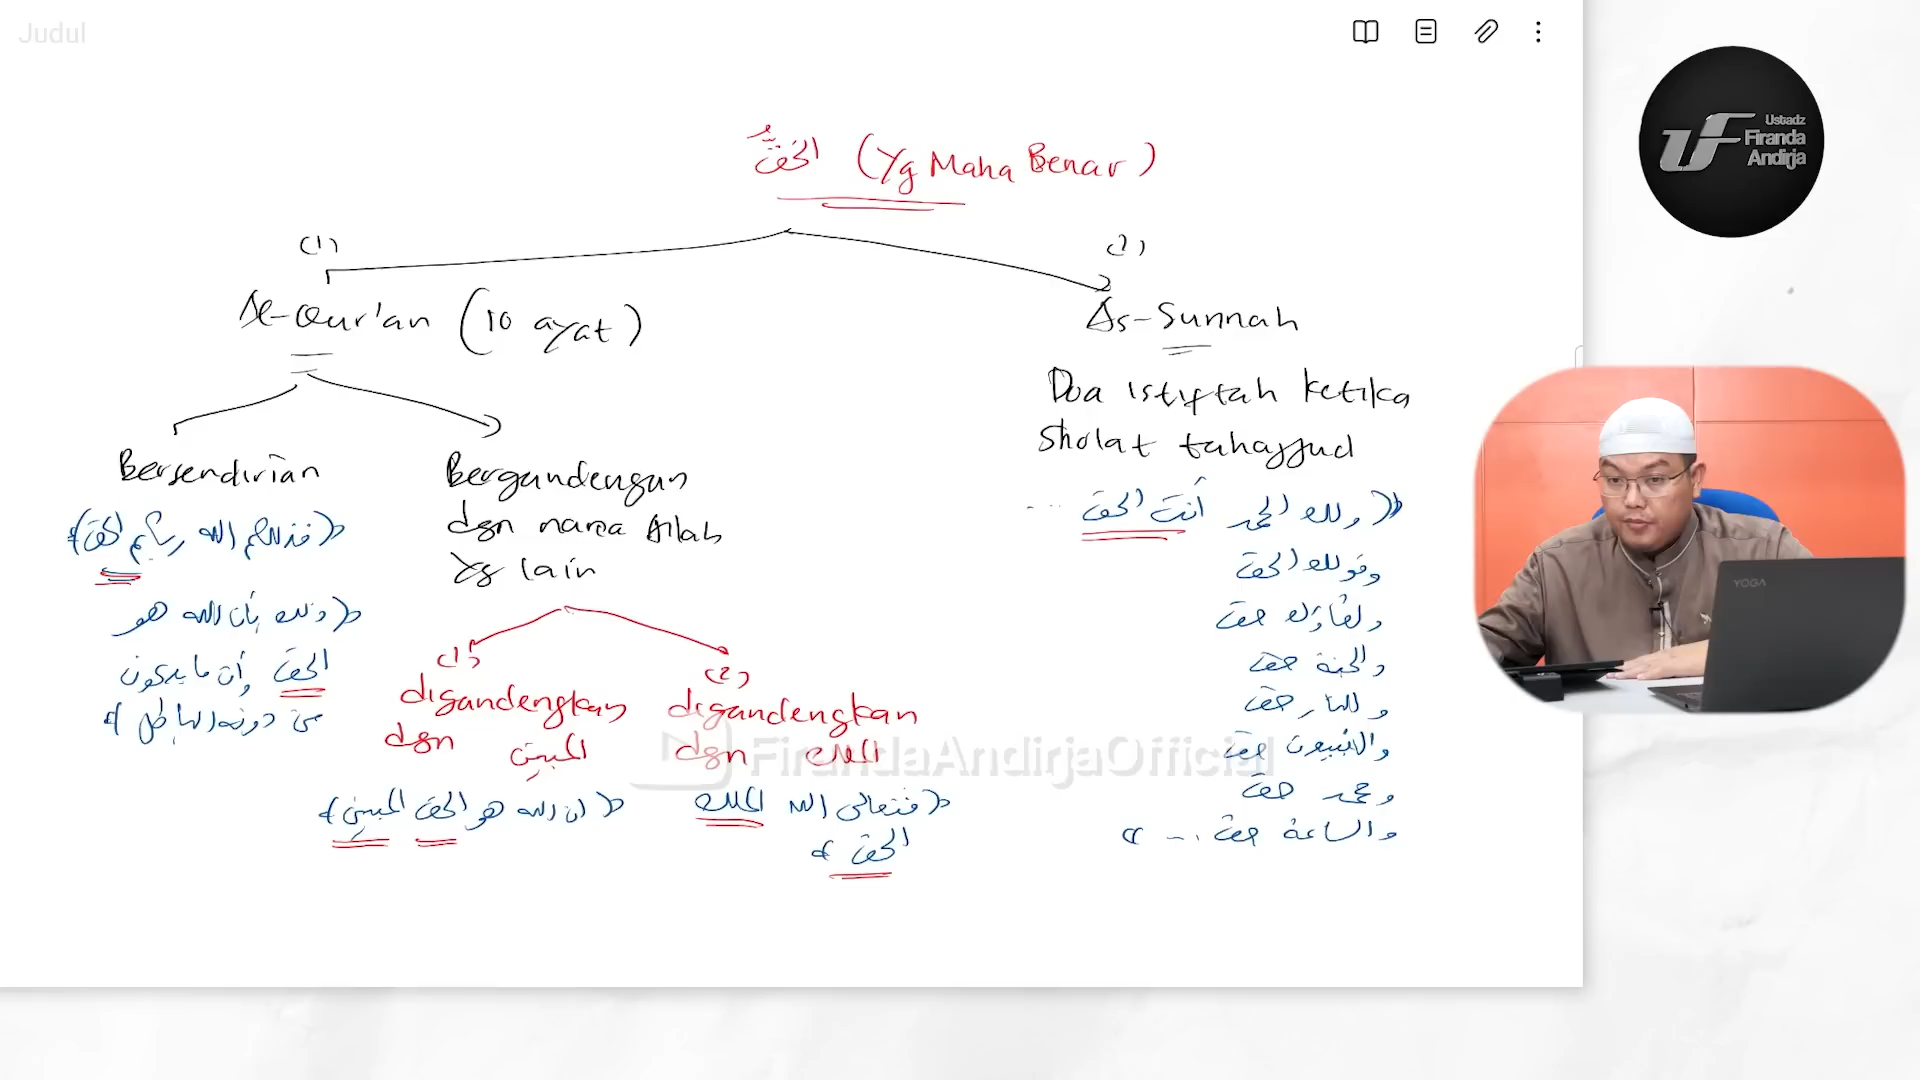 Judul
Ustadz
Firanda
Andirja
الحقّ (Yg Maha Benar)
(1)
Al-Qur'an (10 ayat)
Bersendirian
﴿فذلكم الله ربكم الحق﴾
﴿ذلك بأن الله هو
الحق وأن ما يدعون
من دونه الباطل﴾
Bergandengan
dgn nama Allah
yg lain
(1)
digandengkan
dgn المبين
﴿ان الله هو الحق المبين﴾
(2)
digandengkan
dgn الملك
﴿فتعالى الله الملك
الحق﴾
(2)
As-Sunnah
Doa istiftah ketika
sholat tahajjud
((ولك الحمد أنت الحق ...
وقولك الحق
ولقاؤك حق
والجنة حق
والنار حق
والنبيون حق
ومحمد حق
والساعة حق ... ))
FirandaAndirjaOfficial
YOGA